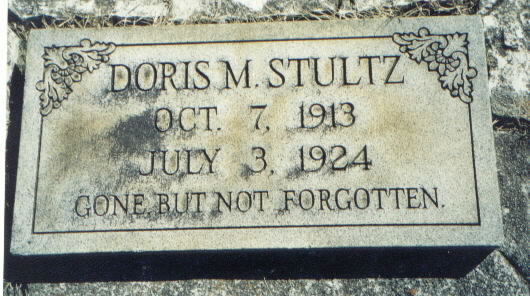 DORIS M. STULTZ
OCT. 7, 1913
JULY 3, 1924
GONE, BUT NOT FORGOTTEN.